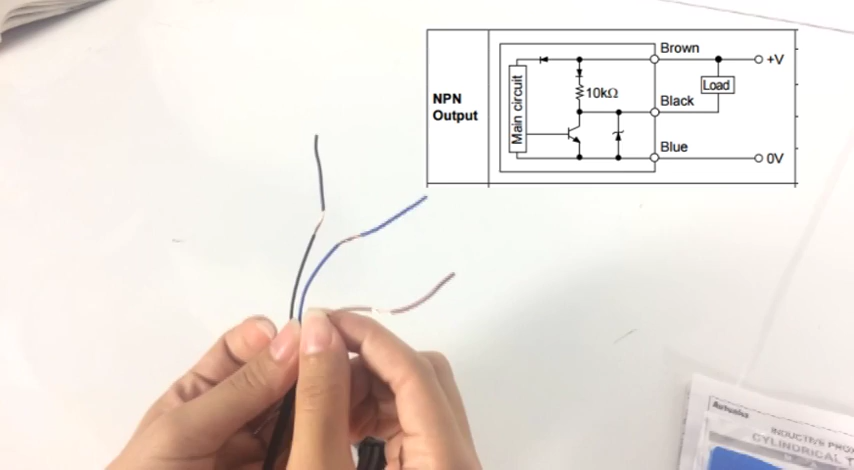 Brown
+V
Load
NPN
Output
Main circuit
10kΩ
Black
Blue
0V
Autonics
INDUCTIVE PROX
CYLINDRICAL T